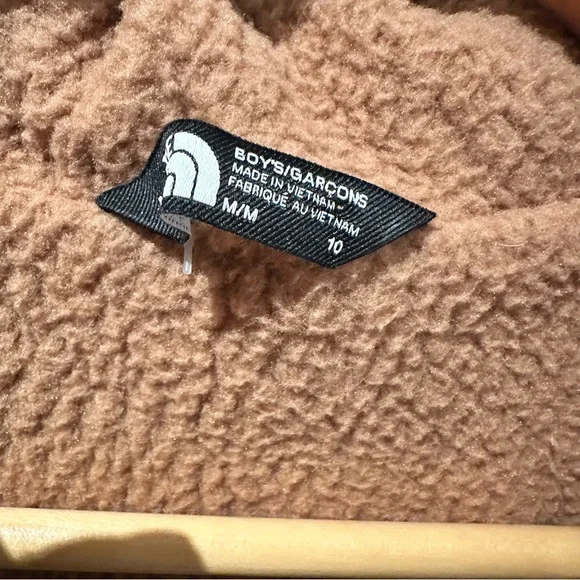 BOY'S/GARÇONS
MADE IN VIETNAM
FABRIQUÉ AU VIETNAM
M/M 10